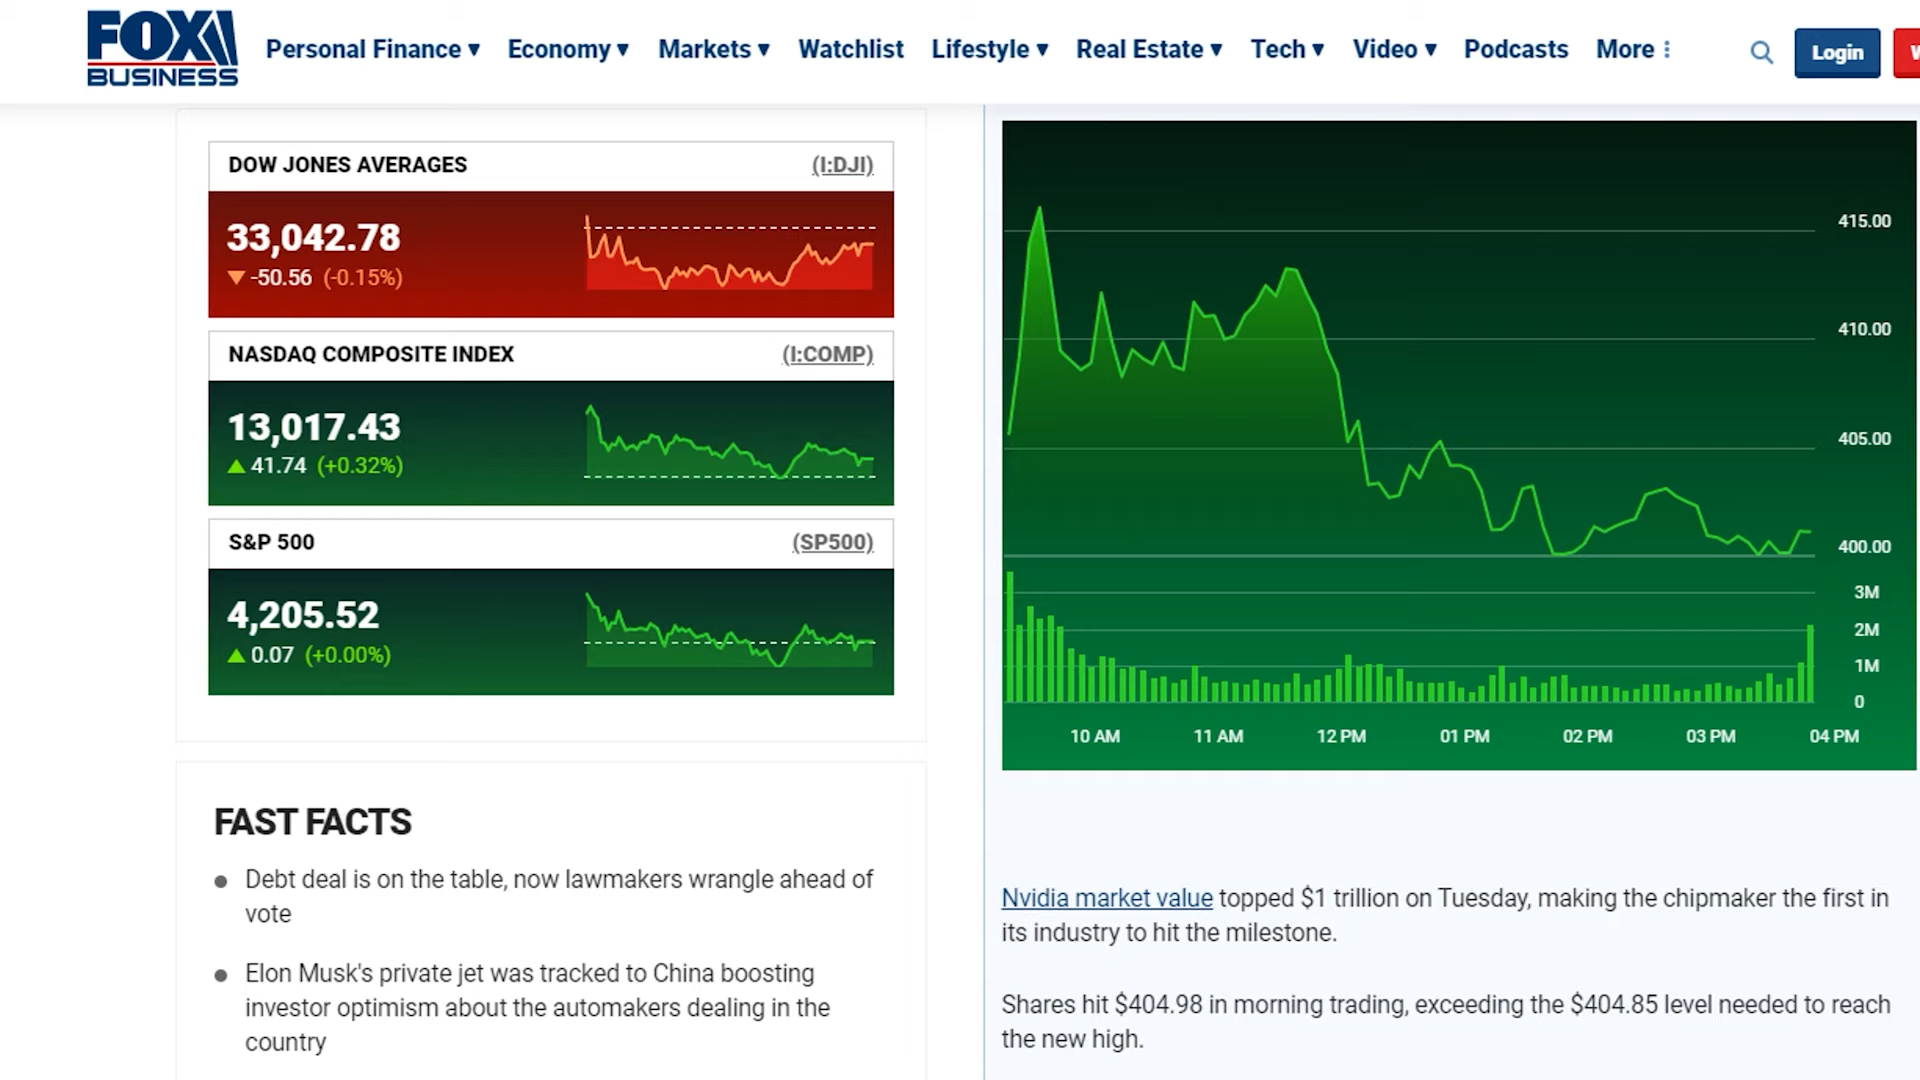 FOX
BUSINESS
Personal Finance
Economy
Markets
Watchlist
Lifestyle
Real Estate
Tech
Video
Podcasts
More
Login
DOW JONES AVERAGES (I:DJI)
33,042.78
-50.56 (-0.15%)
NASDAQ COMPOSITE INDEX (I:COMP)
13,017.43
41.74 (+0.32%)
S&P 500 (SP500)
4,205.52
0.07 (+0.00%)
FAST FACTS
Debt deal is on the table, now lawmakers wrangle ahead of
vote
Elon Musk's private jet was tracked to China boosting
investor optimism about the automakers dealing in the
country
415.00
410.00
405.00
400.00
3M
2M
1M
0
10 AM 11 AM 12 PM 01 PM 02 PM 03 PM 04 PM
Nvidia market value topped $1 trillion on Tuesday, making the chipmaker the first in
its industry to hit the milestone.
Shares hit $404.98 in morning trading, exceeding the $404.85 level needed to reach
the new high.